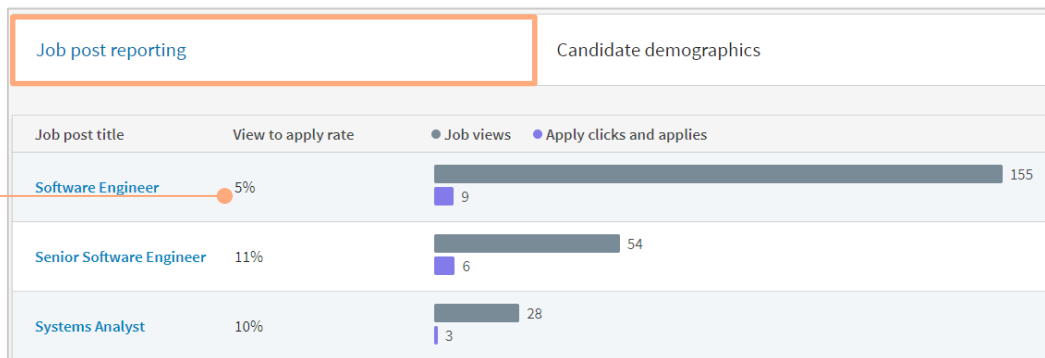 Job post reporting Candidate demographics
Job post title View to apply rate Job views Apply clicks and applies
Software Engineer 5% 155
9
Senior Software Engineer 11% 54
6
Systems Analyst 10% 28
3